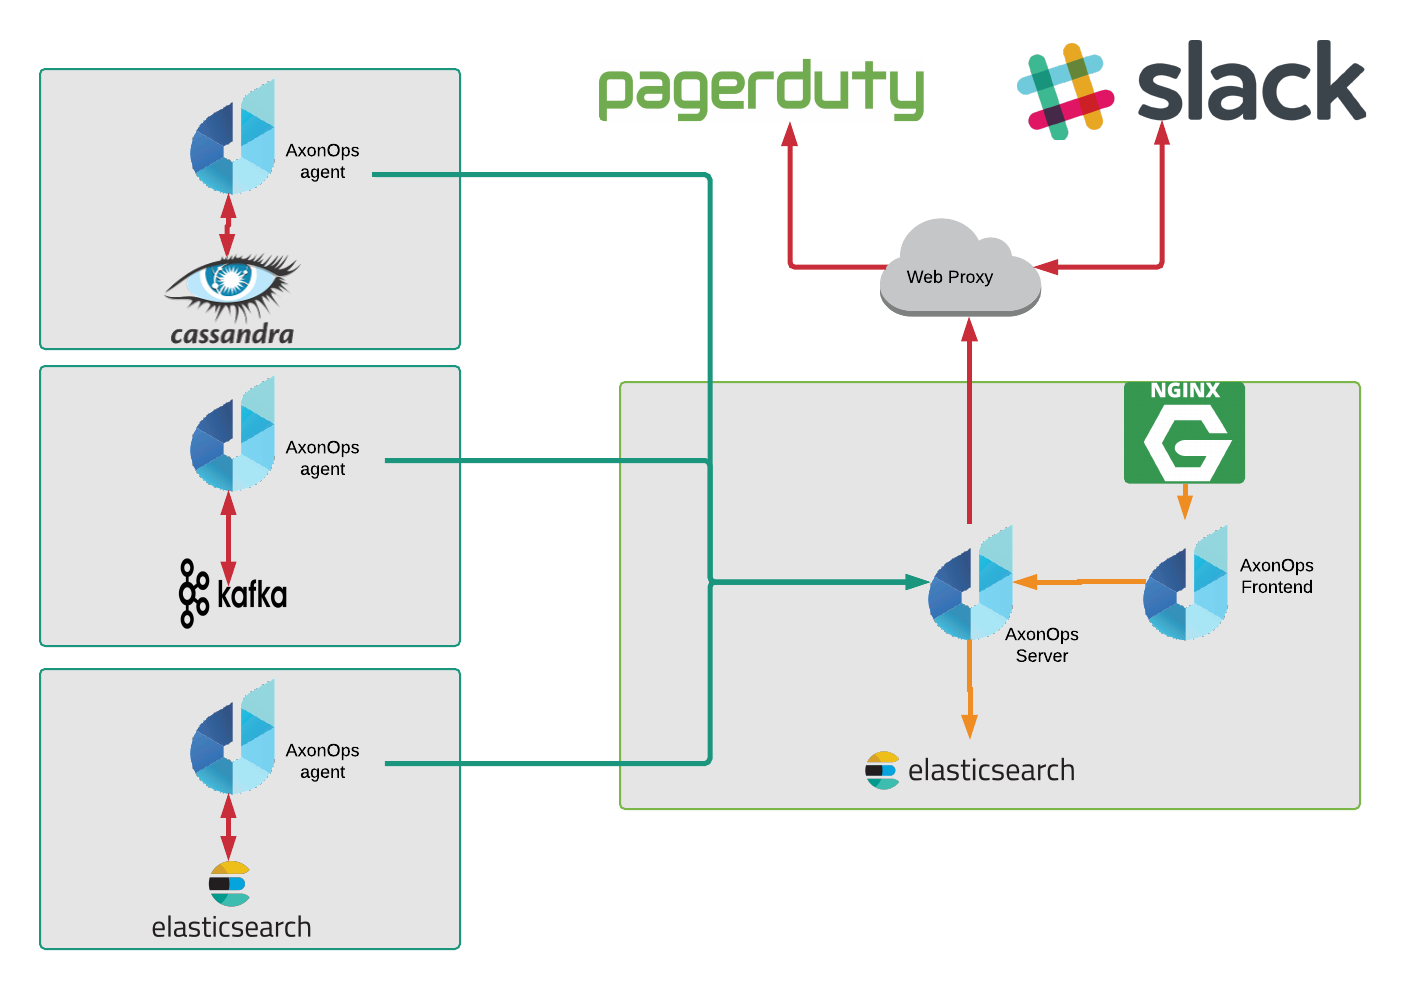 pagerduty
slack
AxonOps
agent
cassandra
Web Proxy
AxonOps
agent
kafka
NGINX
AxonOps
Frontend
AxonOps
Server
AxonOps
agent
elasticsearch
elasticsearch